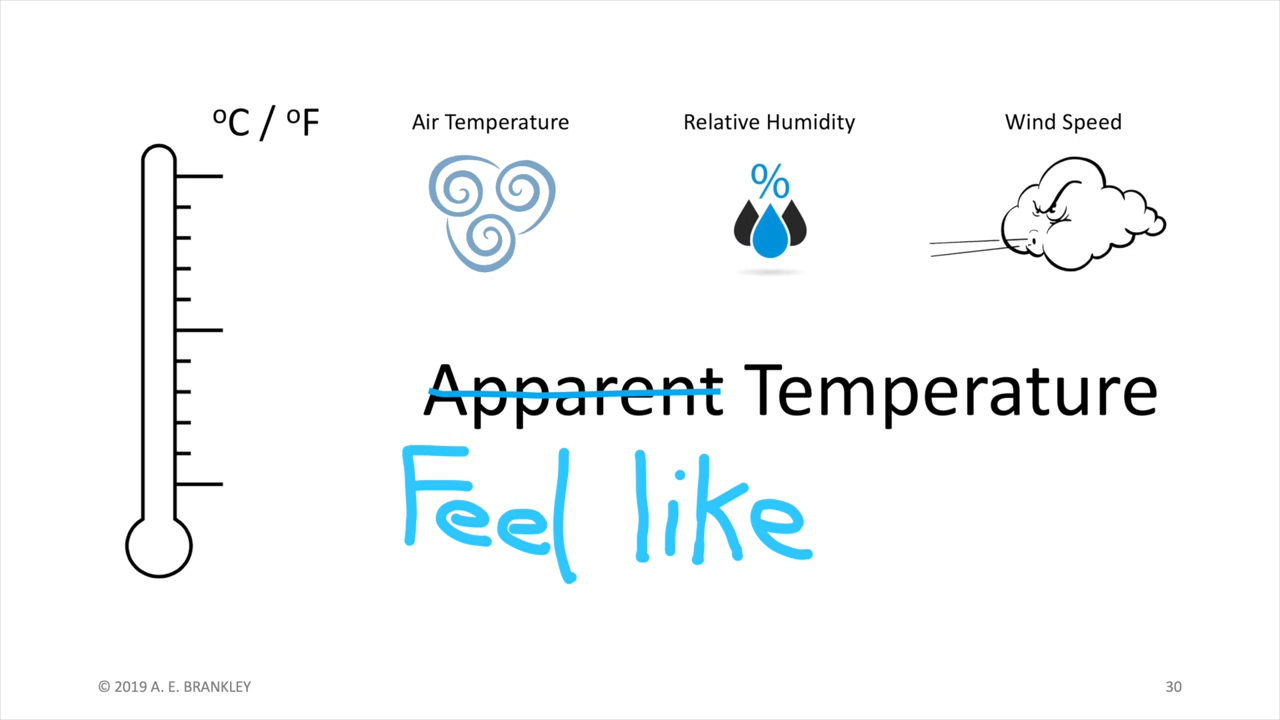 ºC / ºF
Air Temperature
Relative Humidity
Wind Speed
%
Apparent Temperature
Feel like
© 2019 A. E. BRANKLEY
30